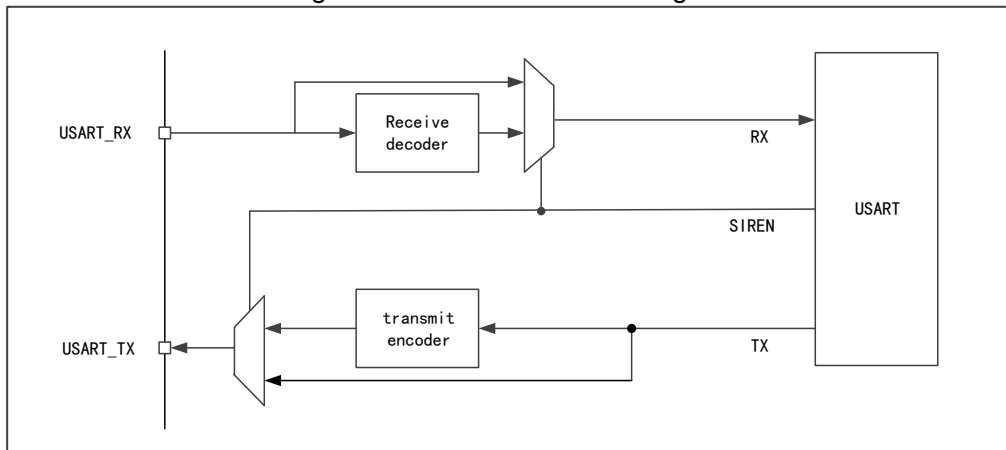 USART_RX
Receive
decoder
RX
USART
SIREN
transmit
encoder
USART_TX
TX